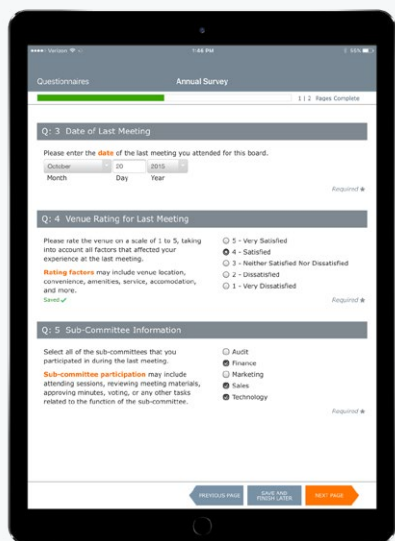 Verizon
1:46 PM
55%
Questionnaires
Annual Survey
1 | 2 Pages Complete
Q: 3 Date of Last Meeting
Please enter the date of the last meeting you attended for this board.
October 20 2015
Month Day Year
Required ★
Q: 4 Venue Rating for Last Meeting
Please rate the venue on a scale of 1 to 5, taking
into account all factors that affected your
experience at the last meeting.
Rating factors may include venue location,
convenience, amenities, service, accomodation,
and more.
Saved ✓
5 - Very Satisfied
4 - Satisfied
3 - Neither Satisfied Nor Dissatisfied
2 - Dissatisfied
1 - Very Dissatisfied
Required ★
Q: 5 Sub-Committee Information
Select all of the sub-committees that you
participated in during the last meeting.
Sub-committee participation may include
attending sessions, reviewing meeting materials,
approving minutes, voting, or any other tasks
related to the function of the sub-committee.
Audit
Finance
Marketing
Sales
Technology
Required ★
PREVIOUS PAGE
SAVE AND
FINISH LATER
NEXT PAGE